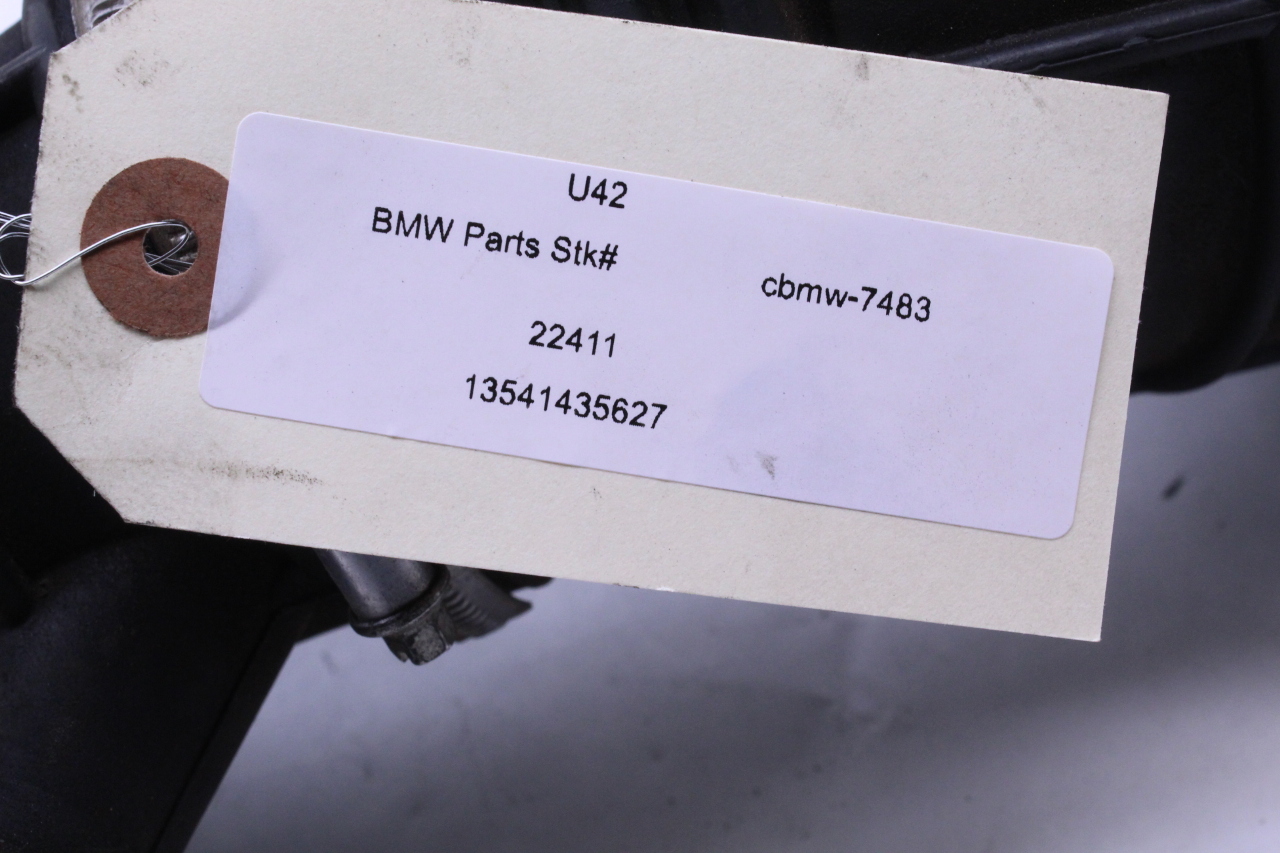 U42
BMW Parts Stk#
cbmw-7483
22411
13541435627